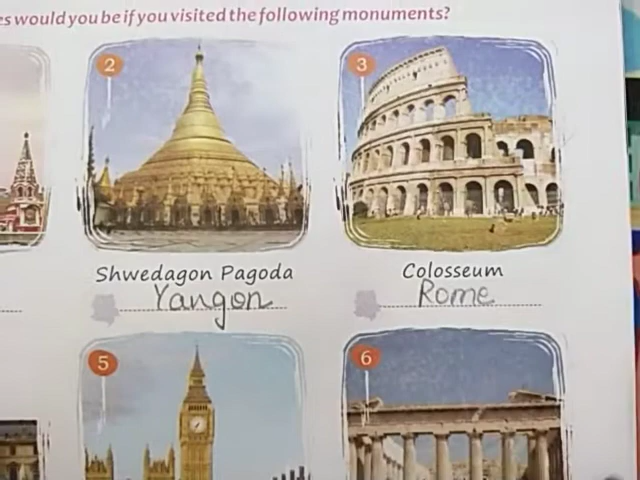 es would you be if you visited the following monuments?
2
3
Shwedagon Pagoda
Colosseum
Yangon
Rome
5
6